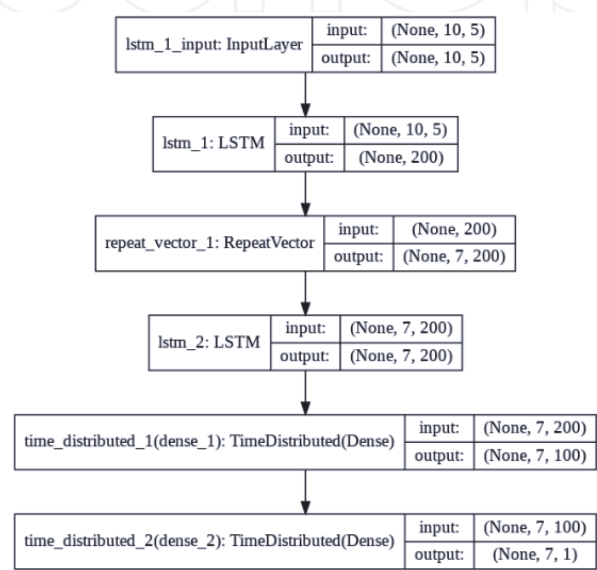 lstm_1_input: InputLayer
input: (None, 10, 5)
output: (None, 10, 5)
lstm_1: LSTM
input: (None, 10, 5)
output: (None, 200)
repeat_vector_1: RepeatVector
input: (None, 200)
output: (None, 7, 200)
lstm_2: LSTM
input: (None, 7, 200)
output: (None, 7, 200)
time_distributed_1(dense_1): TimeDistributed(Dense)
input: (None, 7, 200)
output: (None, 7, 100)
time_distributed_2(dense_2): TimeDistributed(Dense)
input: (None, 7, 100)
output: (None, 7, 1)